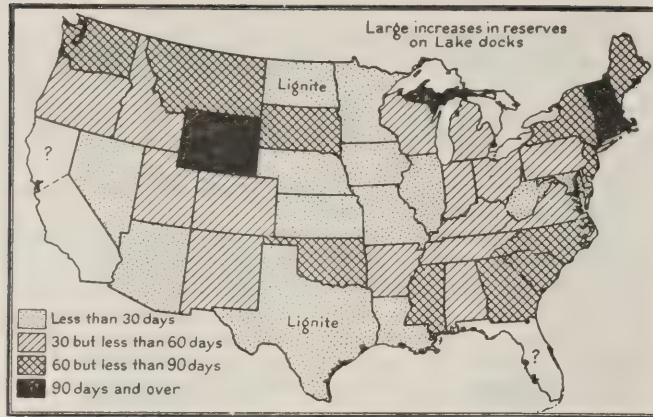 Large increases in reserves
on Lake docks
Lignite
?
Lignite
?
Less than 30 days
30 but less than 60 days
60 but less than 90 days
90 days and over